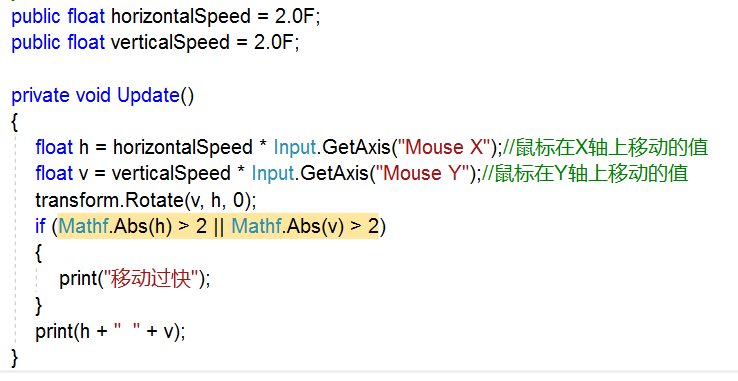 public float horizontalSpeed = 2.0F;
public float verticalSpeed = 2.0F;
private void Update()
{
float h = horizontalSpeed * Input.GetAxis("Mouse X");//鼠标在X轴上移动的值
float v = verticalSpeed * Input.GetAxis("Mouse Y");//鼠标在Y轴上移动的值
transform.Rotate(v, h, 0);
if (Mathf.Abs(h) > 2 || Mathf.Abs(v) > 2)
{
print("移动过快");
}
print(h + "  " + v);
}